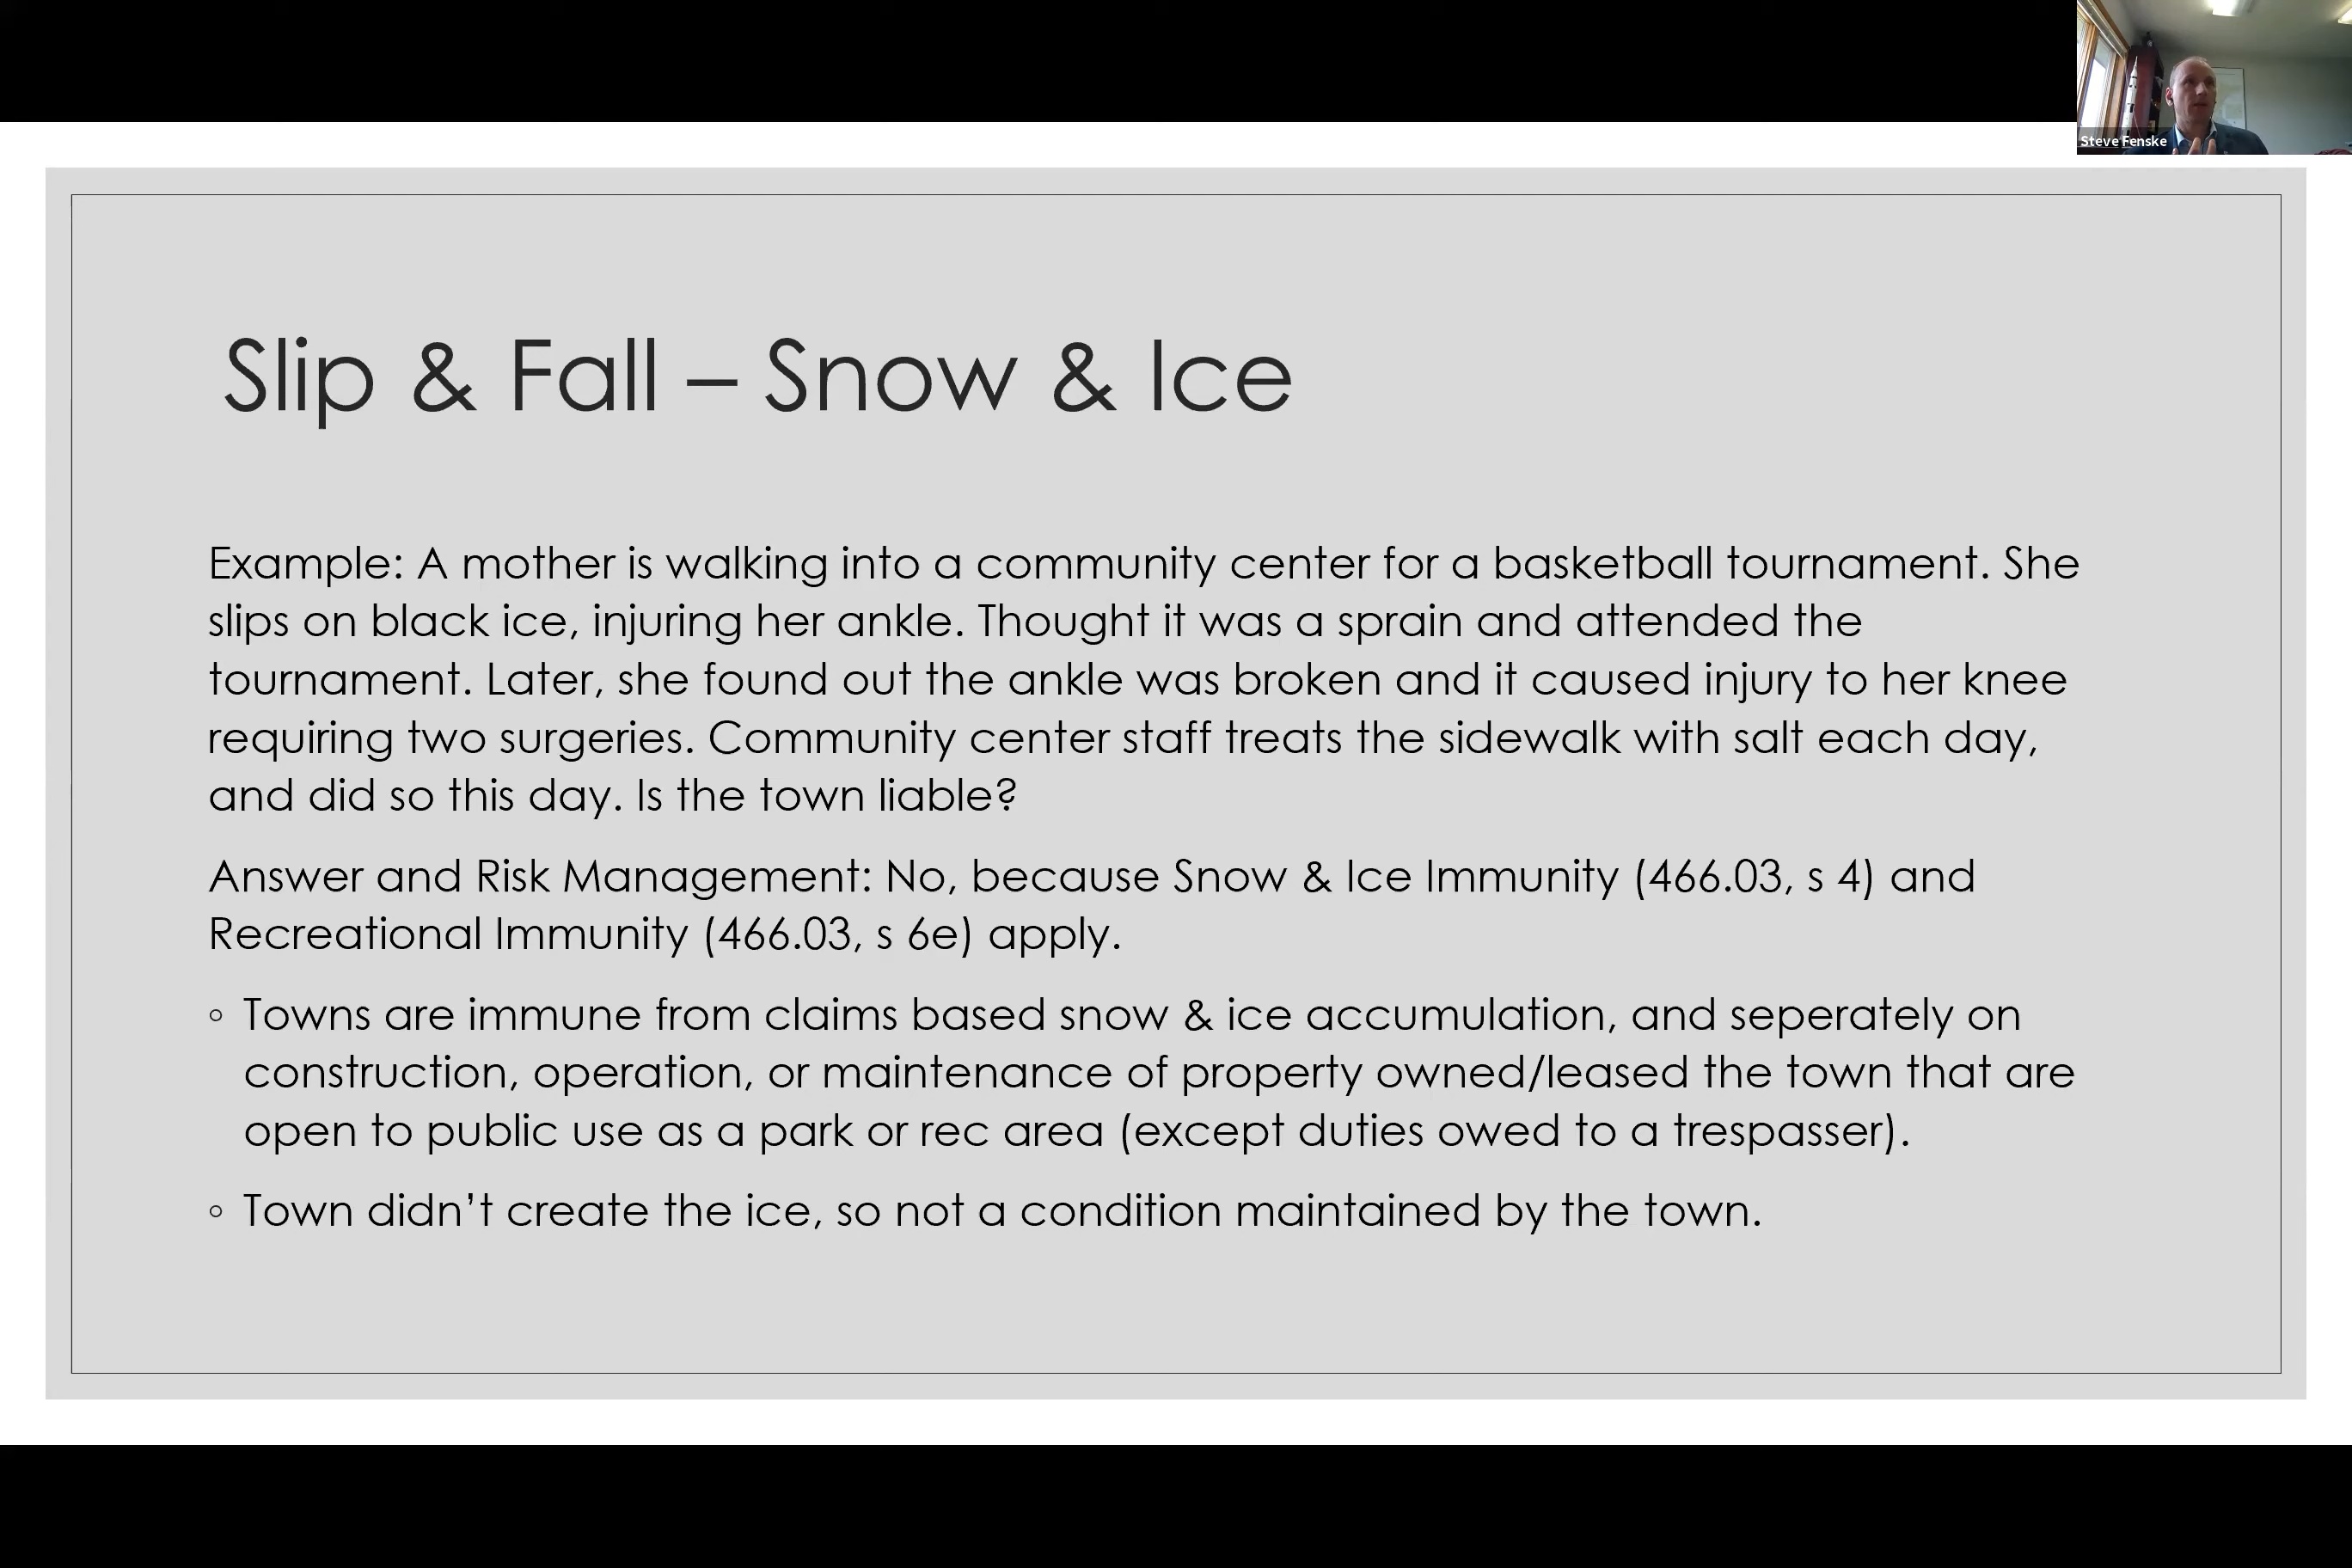 Steve Fenske
Slip & Fall – Snow & Ice
Example: A mother is walking into a community center for a basketball tournament. She
slips on black ice, injuring her ankle. Thought it was a sprain and attended the
tournament. Later, she found out the ankle was broken and it caused injury to her knee
requiring two surgeries. Community center staff treats the sidewalk with salt each day,
and did so this day. Is the town liable?
Answer and Risk Management: No, because Snow & Ice Immunity (466.03, s 4) and
Recreational Immunity (466.03, s 6e) apply.
◦ Towns are immune from claims based snow & ice accumulation, and seperately on
construction, operation, or maintenance of property owned/leased the town that are
open to public use as a park or rec area (except duties owed to a trespasser).
◦ Town didn’t create the ice, so not a condition maintained by the town.